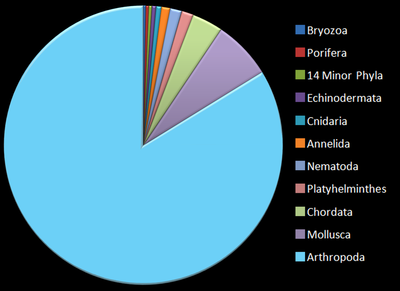 Bryozoa
Porifera
14 Minor Phyla
Echinodermata
Cnidaria
Annelida
Nematoda
Platyhelminthes
Chordata
Mollusca
Arthropoda